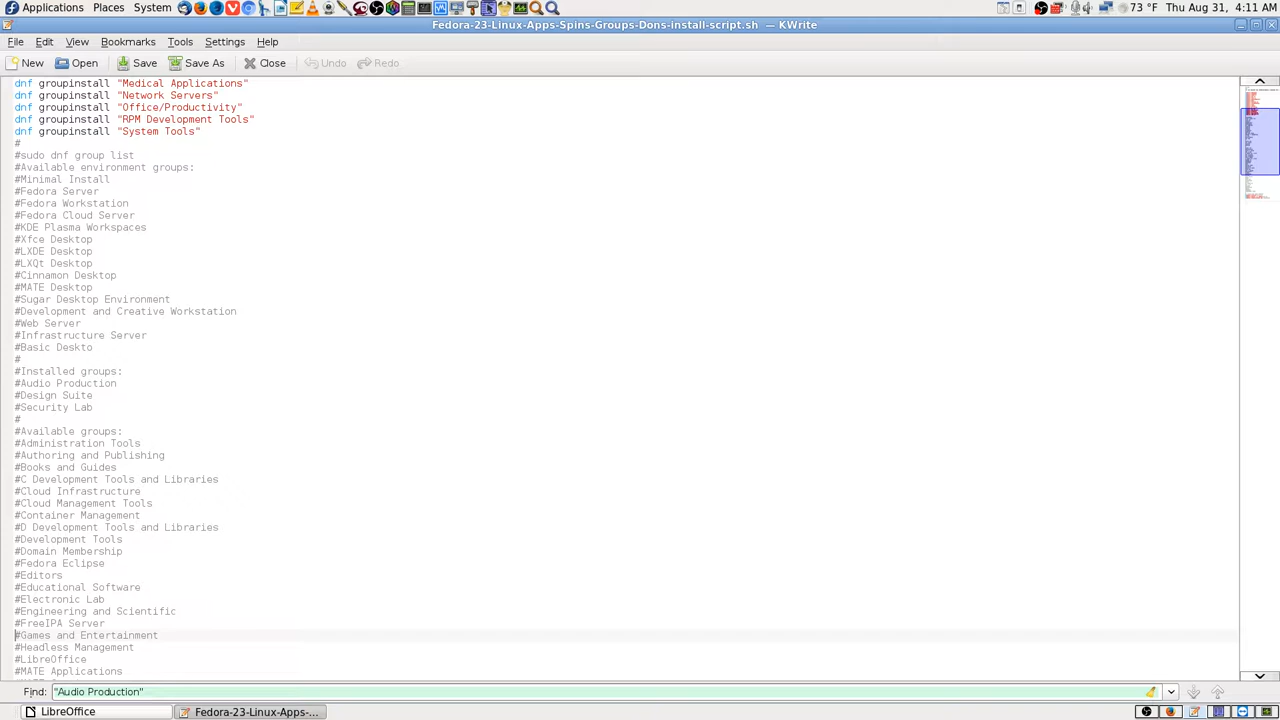 Applications Places System 73 °F Thu Aug 31, 4:11 AM
Fedora-23-Linux-Apps-Spins-Groups-Dons-install-script.sh — KWrite
File Edit View Bookmarks Tools Settings Help
New Open Save Save As Close Undo Redo
dnf groupinstall "Medical Applications"
dnf groupinstall "Network Servers"
dnf groupinstall "Office/Productivity"
dnf groupinstall "RPM Development Tools"
dnf groupinstall "System Tools"
#
#sudo dnf group list
#Available environment groups:
#Minimal Install
#Fedora Server
#Fedora Workstation
#Fedora Cloud Server
#KDE Plasma Workspaces
#Xfce Desktop
#LXDE Desktop
#LXQt Desktop
#Cinnamon Desktop
#MATE Desktop
#Sugar Desktop Environment
#Development and Creative Workstation
#Web Server
#Infrastructure Server
#Basic Deskto
#
#Installed groups:
#Audio Production
#Design Suite
#Security Lab
#
#Available groups:
#Administration Tools
#Authoring and Publishing
#Books and Guides
#C Development Tools and Libraries
#Cloud Infrastructure
#Cloud Management Tools
#Container Management
#D Development Tools and Libraries
#Development Tools
#Domain Membership
#Fedora Eclipse
#Editors
#Educational Software
#Electronic Lab
#Engineering and Scientific
#FreeIPA Server
#Games and Entertainment
#Headless Management
#LibreOffice
#MATE Applications
Find: "Audio Production"
LibreOffice Fedora-23-Linux-Apps-...